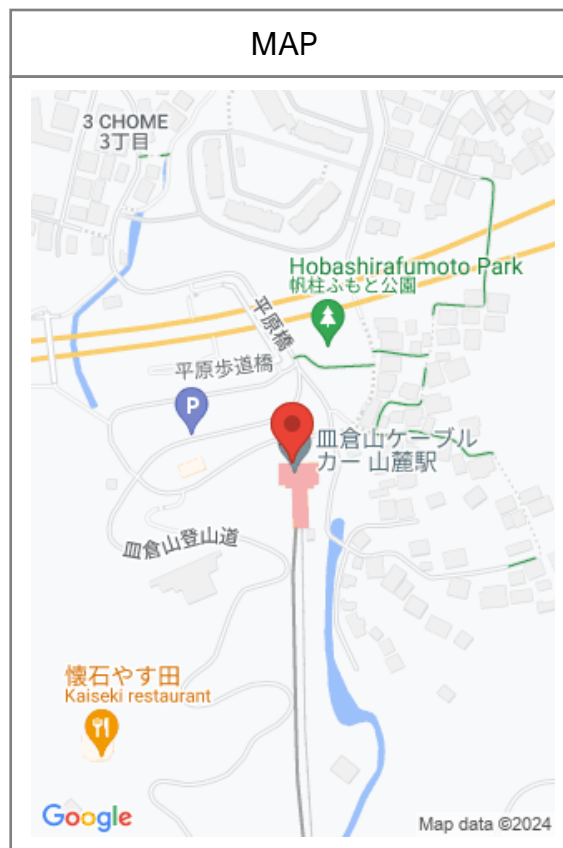 MAP
3 CHOME
3丁目
Hobashirafumoto Park
帆柱ふもと公園
平原橋
平原歩道橋
P
皿倉山ケーブル
カー 山麓駅
皿倉山登山道
懐石やす田
Kaiseki restaurant
Google
Map data ©2024